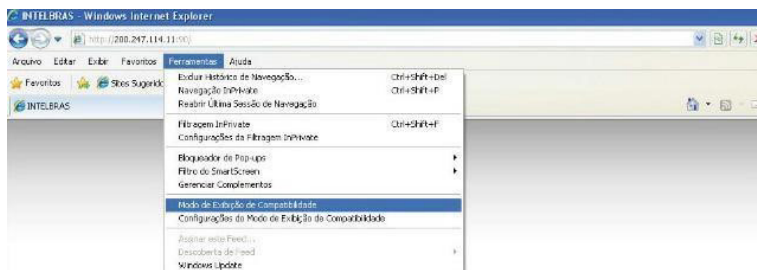 INTELBRAS - Windows Internet Explorer
http://200.247.114.11:90/
Arquivo Editar Exibir Favoritos Ferramentas Ajuda
Favoritos Sites Sugerido
INTELBRAS
Excluir Histórico de Navegação... Ctrl+Shift+Del
Navegação InPrivate Ctrl+Shift+P
Reabrir Última Sessão de Navegação
Filtragem InPrivate Ctrl+Shift+F
Configurações da Filtragem InPrivate
Bloqueador de Pop-ups
Filtro do SmartScreen
Gerenciar Complementos
Modo de Exibição de Compatibilidade
Configurações do Modo de Exibição de Compatibilidade
Assinar este Feed...
Descoberta de Feed
Windows Update